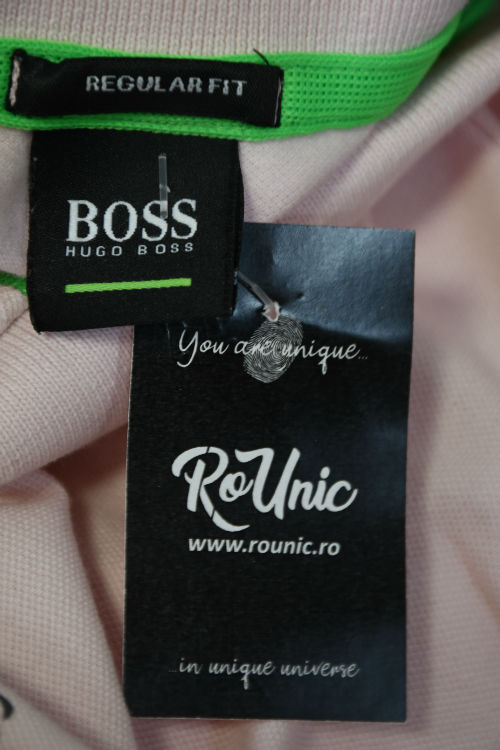 REGULAR FIT
BOSS
HUGO BOSS
You are unique...
RoUnic
www.rounic.ro
...in unique universe